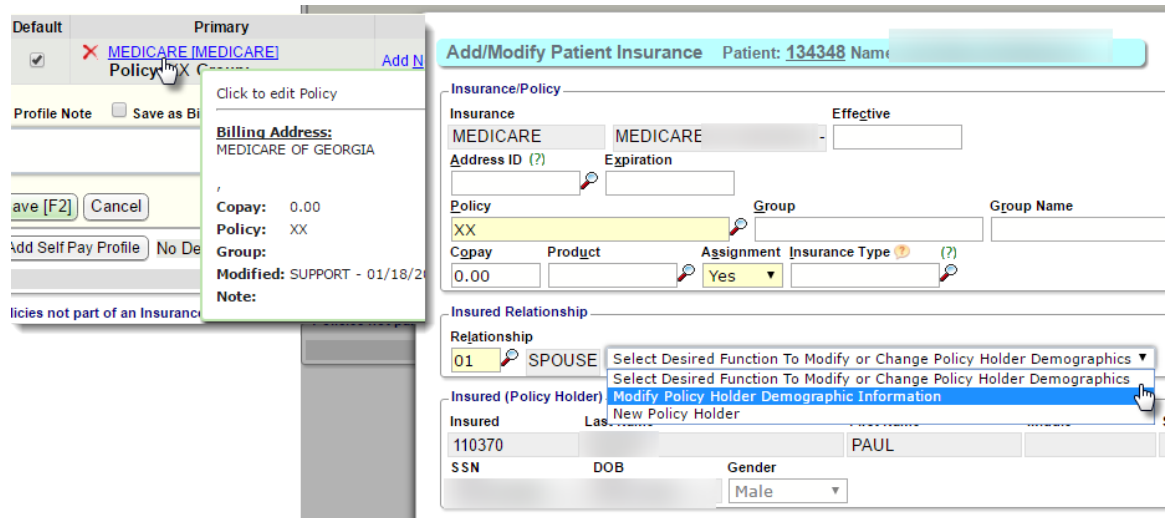 Default Primary
MEDICARE [MEDICARE]
Policy XX
Add N
Profile Note Save as Bi
ave [F2] Cancel
Add Self Pay Profile No De
licies not part of an Insurance
Click to edit Policy
Billing Address:
MEDICARE OF GEORGIA
,
Copay: 0.00
Policy: XX
Group:
Modified: SUPPORT - 01/18/20
Note:
Add/Modify Patient Insurance Patient: 134348 Name
Insurance/Policy
Insurance Effective
MEDICARE MEDICARE -
Address ID (?) Expiration
Policy Group Group Name
XX
Copay Product Assignment Insurance Type (?)
0.00 Yes
Insured Relationship
Relationship
01 SPOUSE Select Desired Function To Modify or Change Policy Holder Demographics
Select Desired Function To Modify or Change Policy Holder Demographics
Modify Policy Holder Demographic Information
New Policy Holder
Insured (Policy Holder)
Insured
110370 PAUL
SSN DOB Gender
Male